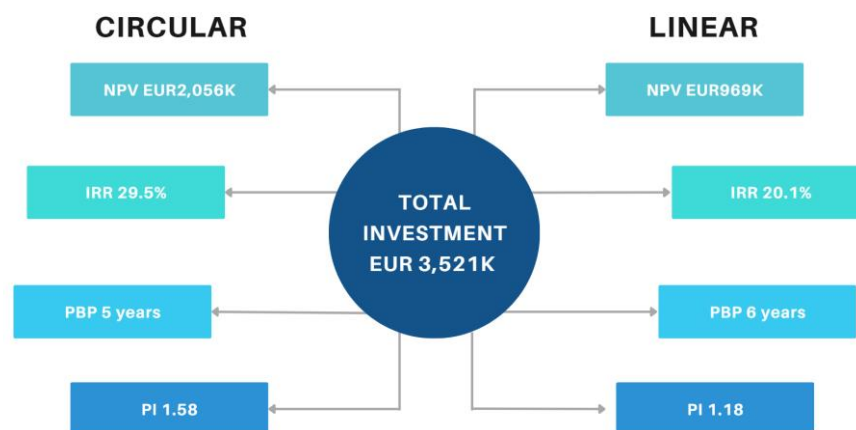 CIRCULAR
LINEAR
NPV EUR2,056K
NPV EUR969K
IRR 29.5%
IRR 20.1%
TOTAL
INVESTMENT
EUR 3,521K
PBP 5 years
PBP 6 years
PI 1.58
PI 1.18